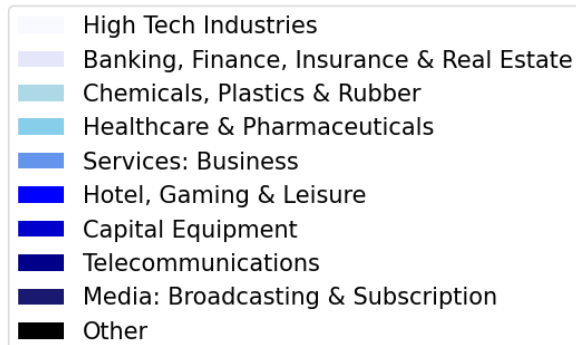 High Tech Industries
Banking, Finance, Insurance & Real Estate
Chemicals, Plastics & Rubber
Healthcare & Pharmaceuticals
Services: Business
Hotel, Gaming & Leisure
Capital Equipment
Telecommunications
Media: Broadcasting & Subscription
Other